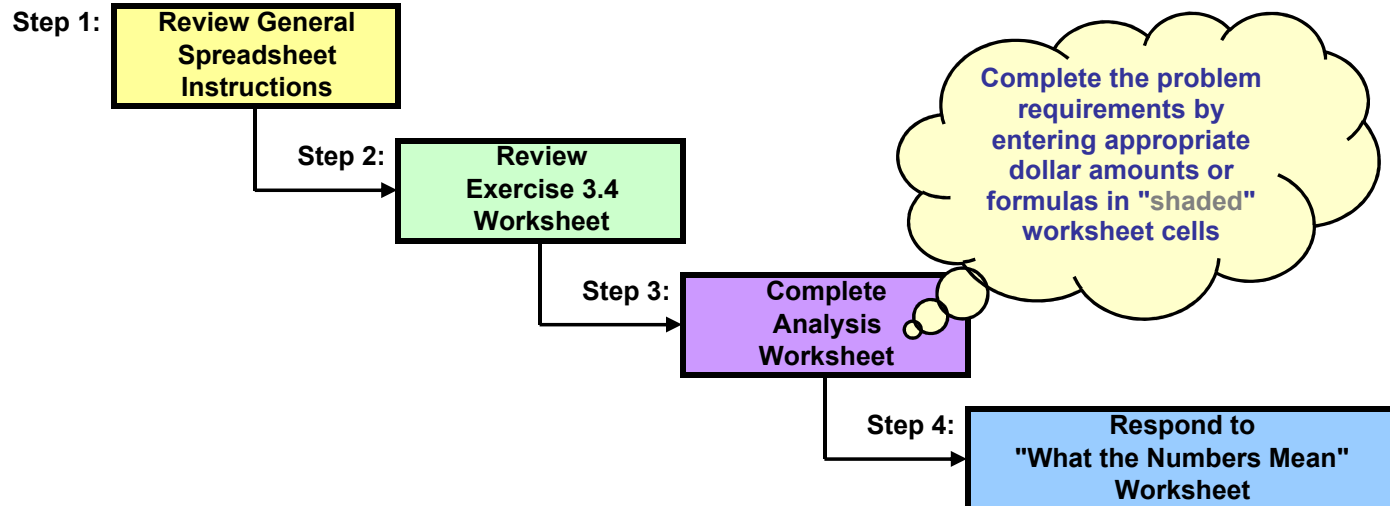 Step 1:
Review General
Spreadsheet
Instructions
Step 2:
Review
Exercise 3.4
Worksheet
Complete the problem
requirements by
entering appropriate
dollar amounts or
formulas in "shaded"
worksheet cells
Step 3:
Complete
Analysis
Worksheet
Step 4:
Respond to
"What the Numbers Mean"
Worksheet